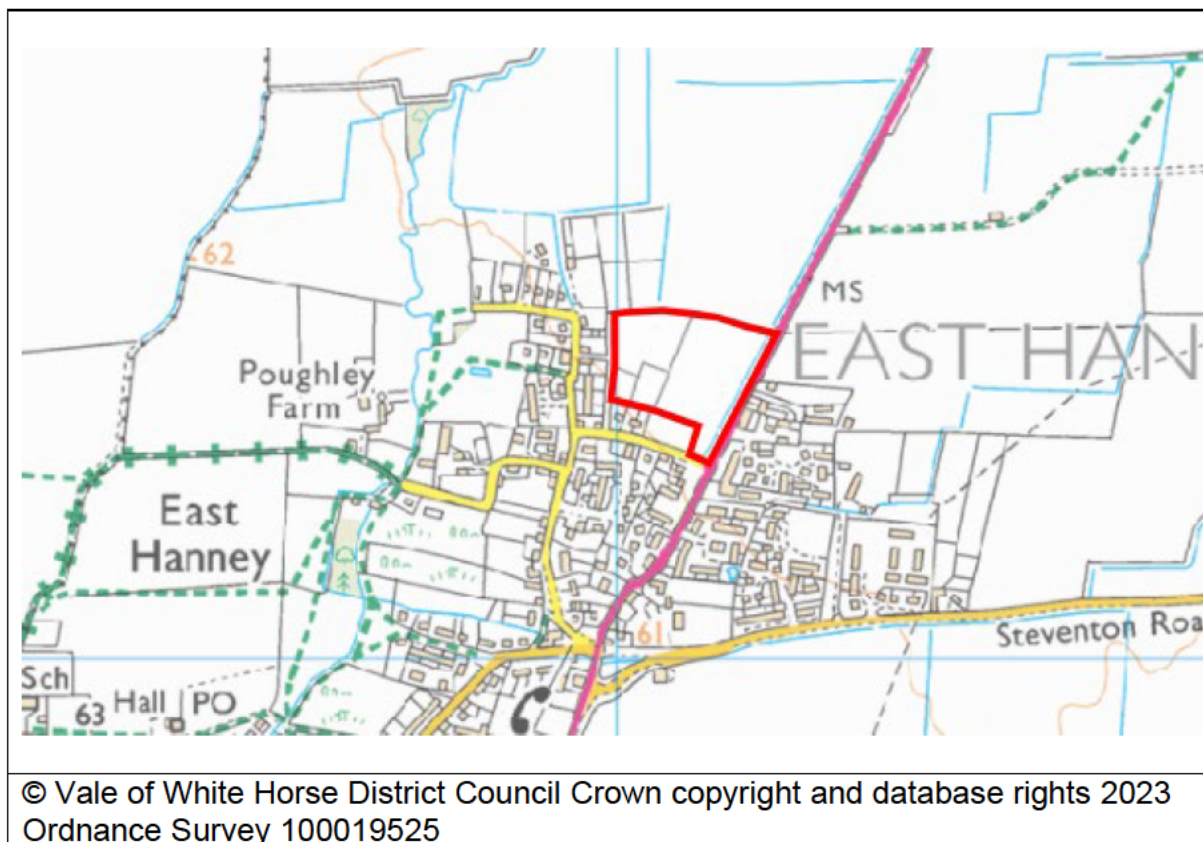 62
MS
EAST HAN
Poughley
Farm
East
Hanney
61
Steventon Roa
Sch
Hall
PO
63
© Vale of White Horse District Council Crown copyright and database rights 2023
Ordnance Survey 100019525